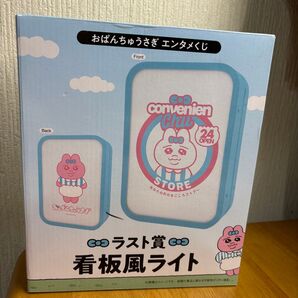 おぱんちゅうさぎ エンタメくじ
Front
convenien
Chu
24
OPEN
STORE
Back
ラスト賞
看板風ライト